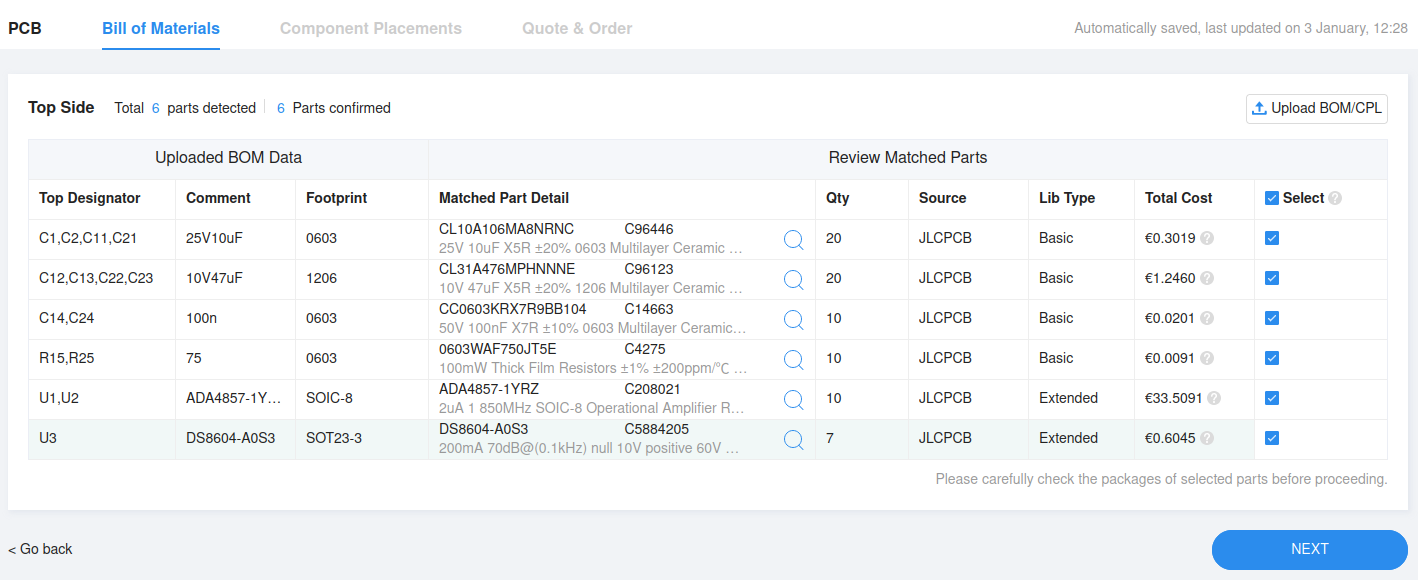 PCB Bill of Materials Component Placements Quote & Order Automatically saved, last updated on 3 January, 12:28
Top Side Total 6 parts detected 6 Parts confirmed Upload BOM/CPL
Uploaded BOM Data Review Matched Parts
Top Designator Comment Footprint Matched Part Detail Qty Source Lib Type Total Cost Select
C1,C2,C11,C21 25V10uF 0603 CL10A106MA8NRNC C96446 20 JLCPCB Basic €0.3019
25V 10uF X5R ±20% 0603 Multilayer Ceramic ...
C12,C13,C22,C23 10V47uF 1206 CL31A476MPHNNNE C96123 20 JLCPCB Basic €1.2460
10V 47uF X5R ±20% 1206 Multilayer Ceramic ...
C14,C24 100n 0603 CC0603KRX7R9BB104 C14663 10 JLCPCB Basic €0.0201
50V 100nF X7R ±10% 0603 Multilayer Ceramic...
R15,R25 75 0603 0603WAF750JT5E C4275 10 JLCPCB Basic €0.0091
100mW Thick Film Resistors ±1% ±200ppm/℃ ...
U1,U2 ADA4857-1Y... SOIC-8 ADA4857-1YRZ C208021 10 JLCPCB Extended €33.5091
2uA 1 850MHz SOIC-8 Operational Amplifier R...
U3 DS8604-A0S3 SOT23-3 DS8604-A0S3 C5884205 7 JLCPCB Extended €0.6045
200mA 70dB@(0.1kHz) null 10V positive 60V ...
Please carefully check the packages of selected parts before proceeding.
< Go back NEXT